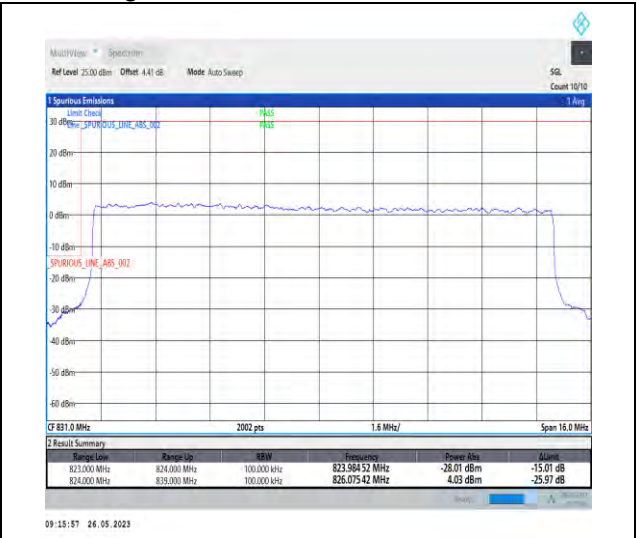 MultiView Spectrum
Ref Level 25.00 dBm Offset 4.41 dB Mode Auto Sweep SGL
Count 10/10
1 Spurious Emissions 1 Avg
Limit Check PASS
30 dBm Line _SPURIOUS_LINE_ABS_002 PASS
20 dBm
10 dBm
0 dBm
-10 dBm
_SPURIOUS_LINE_ABS_002
-20 dBm
-30 dBm
-40 dBm
-50 dBm
-60 dBm
CF 831.0 MHz 2002 pts 1.6 MHz/ Span 16.0 MHz
2 Result Summary
Range Low Range Up RBW Frequency Power Abs ΔLimit
823.000 MHz 824.000 MHz 100.000 kHz 823.98452 MHz -28.01 dBm -15.01 dB
824.000 MHz 839.000 MHz 100.000 kHz 826.07542 MHz 4.03 dBm -25.97 dB
09:15:57 26.05.2023